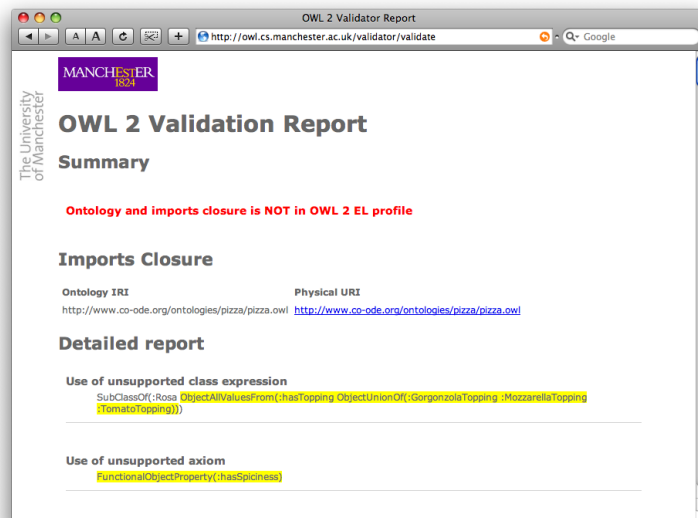 OWL 2 Validator Report
A A C + http://owl.cs.manchester.ac.uk/validator/validate Google
MANCHESTER
1824
The University
of Manchester
OWL 2 Validation Report
Summary
Ontology and imports closure is NOT in OWL 2 EL profile
Imports Closure
Ontology IRI Physical URI
http://www.co-ode.org/ontologies/pizza/pizza.owl http://www.co-ode.org/ontologies/pizza/pizza.owl
Detailed report
Use of unsupported class expression
SubClassOf(:Rosa ObjectAllValuesFrom(:hasTopping ObjectUnionOf(:GorgonzolaTopping :MozzarellaTopping
:TomatoTopping)))
Use of unsupported axiom
FunctionalObjectProperty(:hasSpiciness)